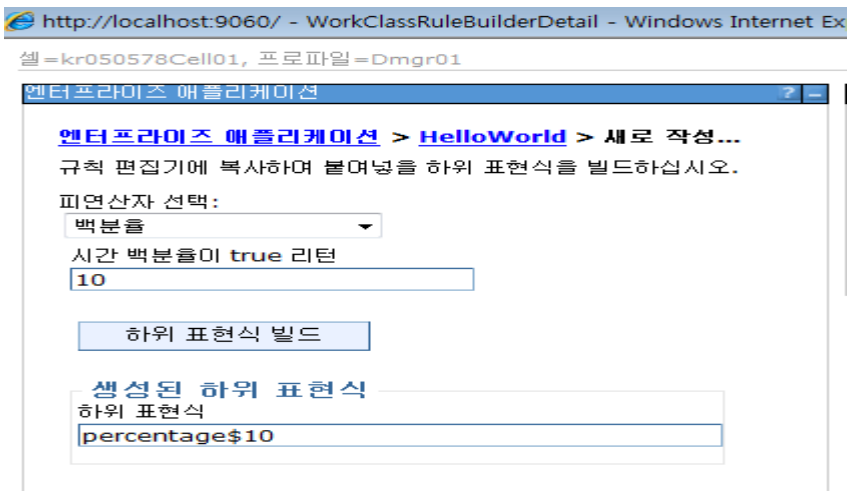 http://localhost:9060/ - WorkClassRuleBuilderDetail - Windows Internet Ex
셀=kr050578Cell01, 프로파일=Dmgr01
엔터프라이즈 애플리케이션 ? –
엔터프라이즈 애플리케이션 > HelloWorld > 새로 작성...
규칙 편집기에 복사하여 붙여넣을 하위 표현식을 빌드하십시오.
피연산자 선택:
백분율
시간 백분율이 true 리턴
10
하위 표현식 빌드
생성된 하위 표현식
하위 표현식
percentage$10